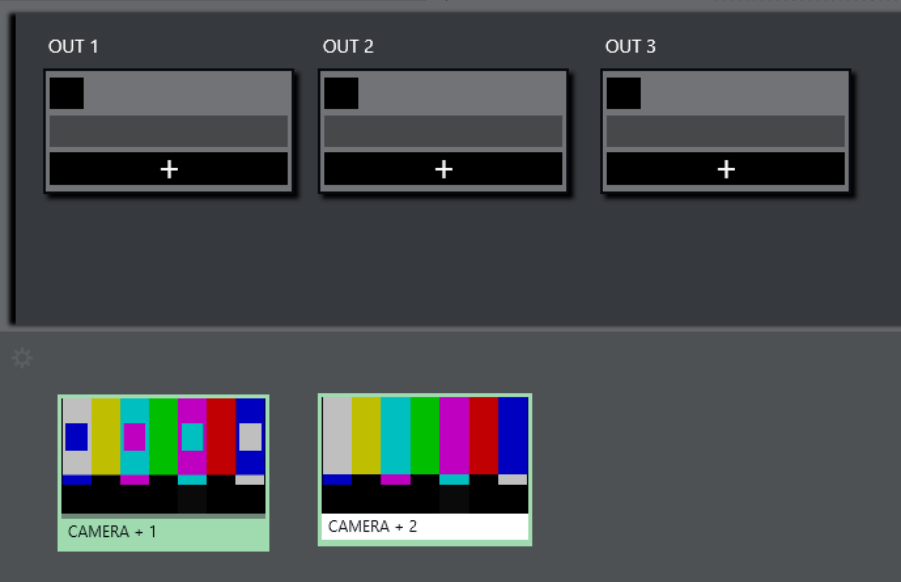 OUT 1
OUT 2
OUT 3
+
+
+
CAMERA + 1
CAMERA + 2